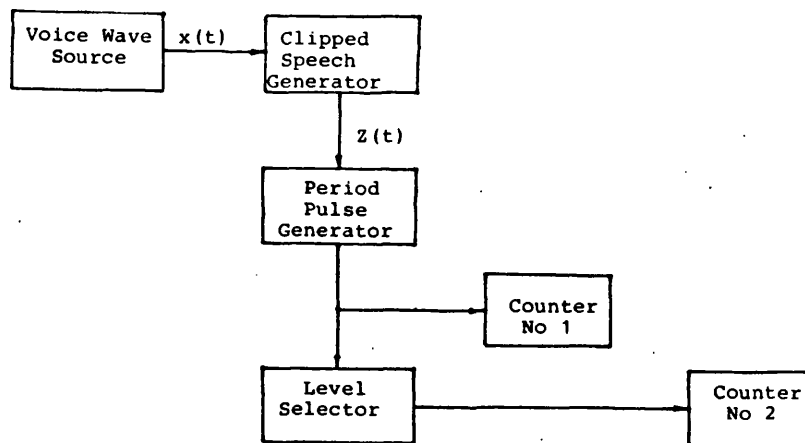 Voice Wave
Source
x(t)
Clipped
Speech
Generator
Z(t)
Period
Pulse
Generator
Counter
No 1
Level
Selector
Counter
No 2